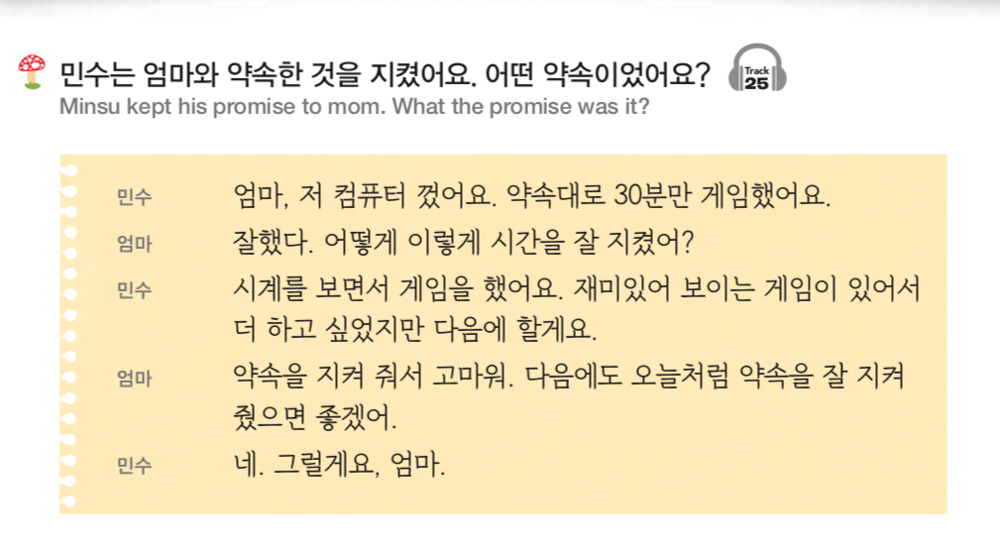 민수는 엄마와 약속한 것을 지켰어요. 어떤 약속이었어요? Track 25
Minsu kept his promise to mom. What the promise was it?
민수 엄마, 저 컴퓨터 껐어요. 약속대로 30분만 게임했어요.
엄마 잘했다. 어떻게 이렇게 시간을 잘 지켰어?
민수 시계를 보면서 게임을 했어요. 재미있어 보이는 게임이 있어서
더 하고 싶었지만 다음에 할게요.
엄마 약속을 지켜 줘서 고마워. 다음에도 오늘처럼 약속을 잘 지켜
줬으면 좋겠어.
민수 네. 그럴게요, 엄마.